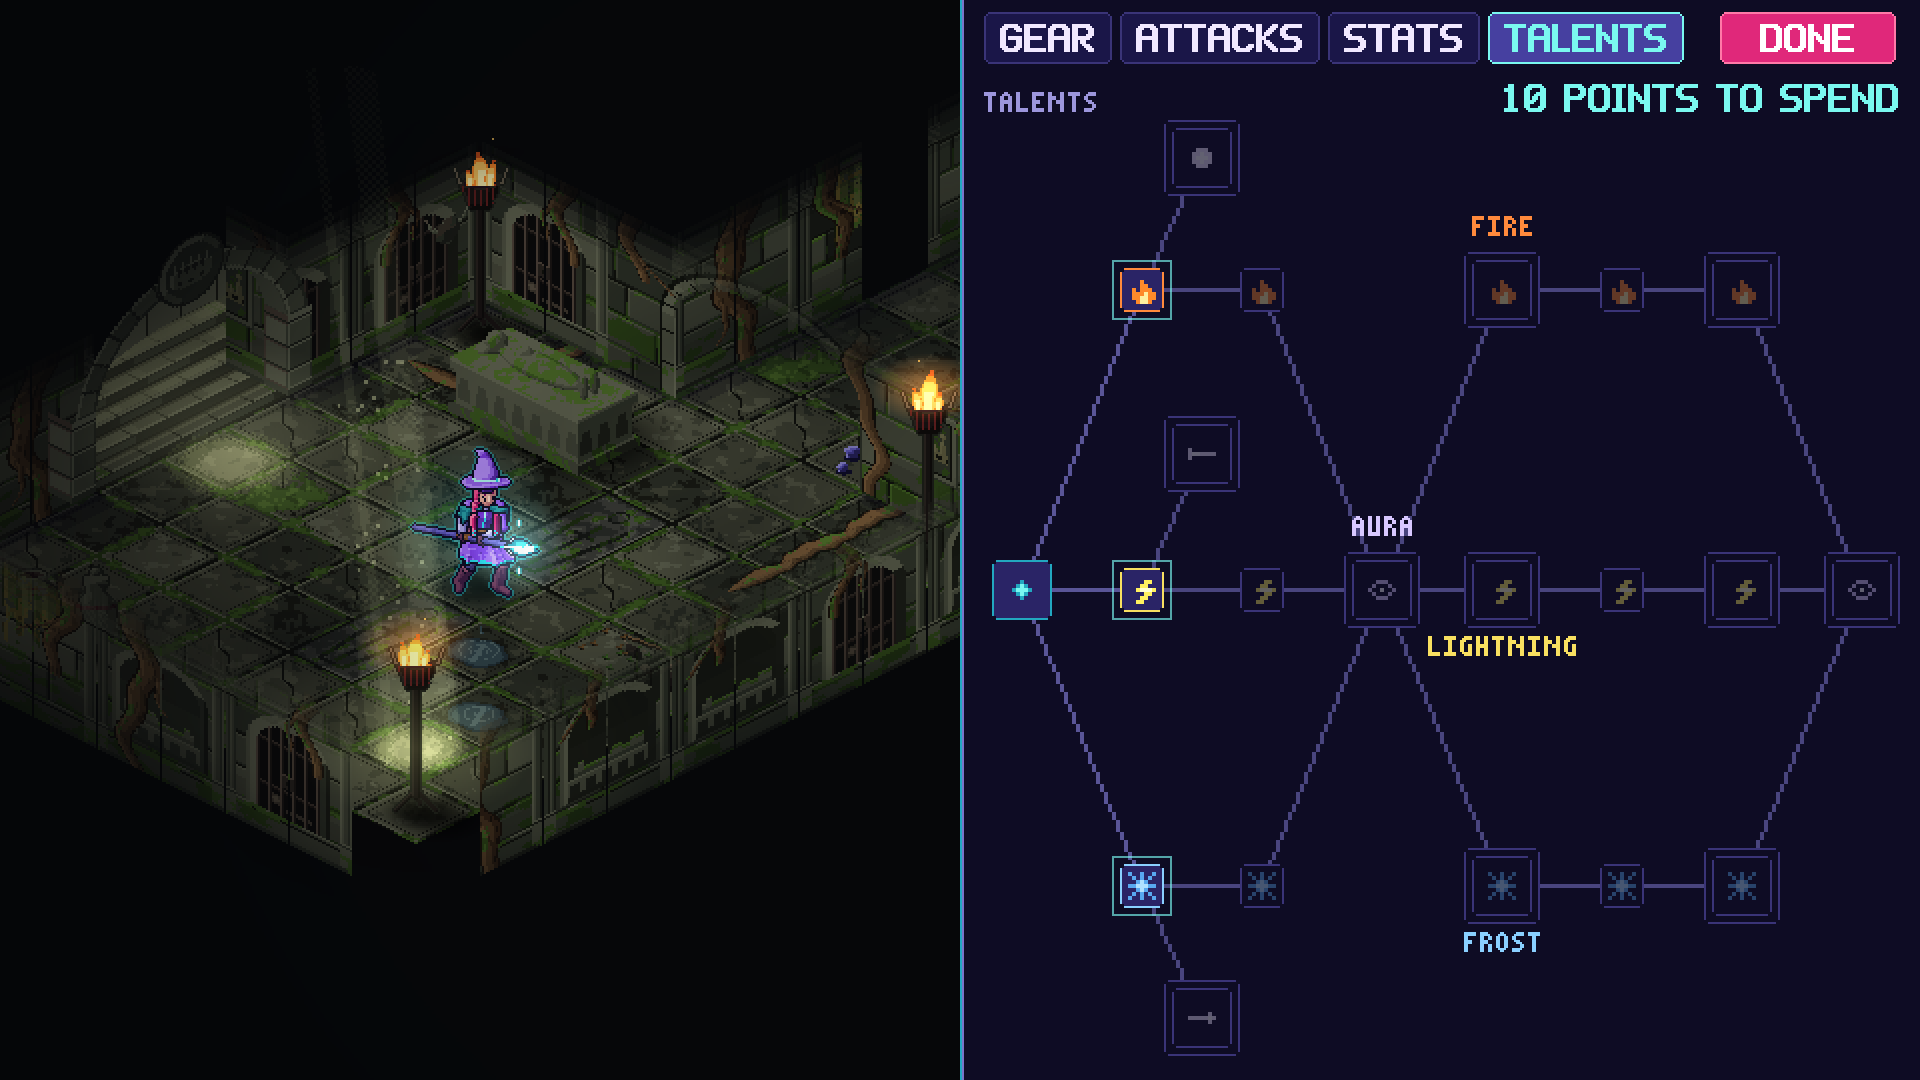 GEAR ATTACKS STATS TALENTS DONE
TALENTS 10 POINTS TO SPEND
FIRE
AURA
LIGHTNING
FROST